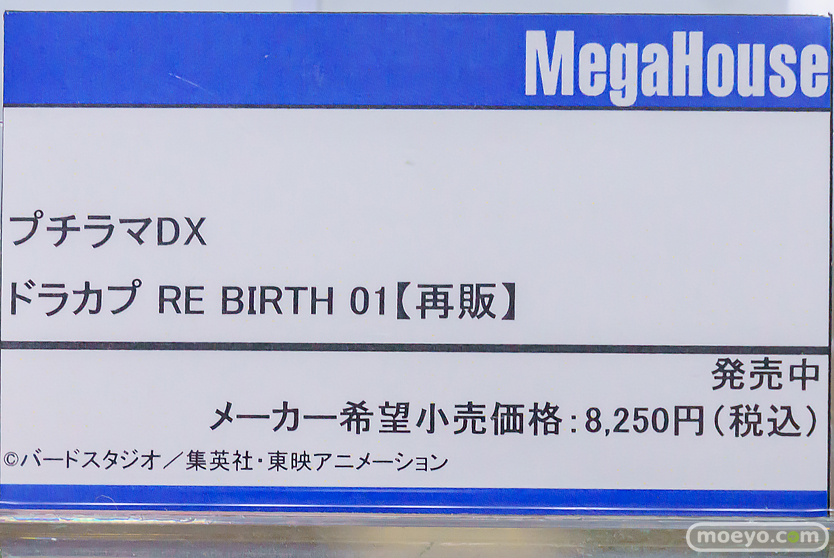 MegaHouse
プチラマDX
ドラカプ RE BIRTH 01【再販】
発売中
メーカー希望小売価格:8,250円(税込)
©バードスタジオ/集英社・東映アニメーション
moeyo.com